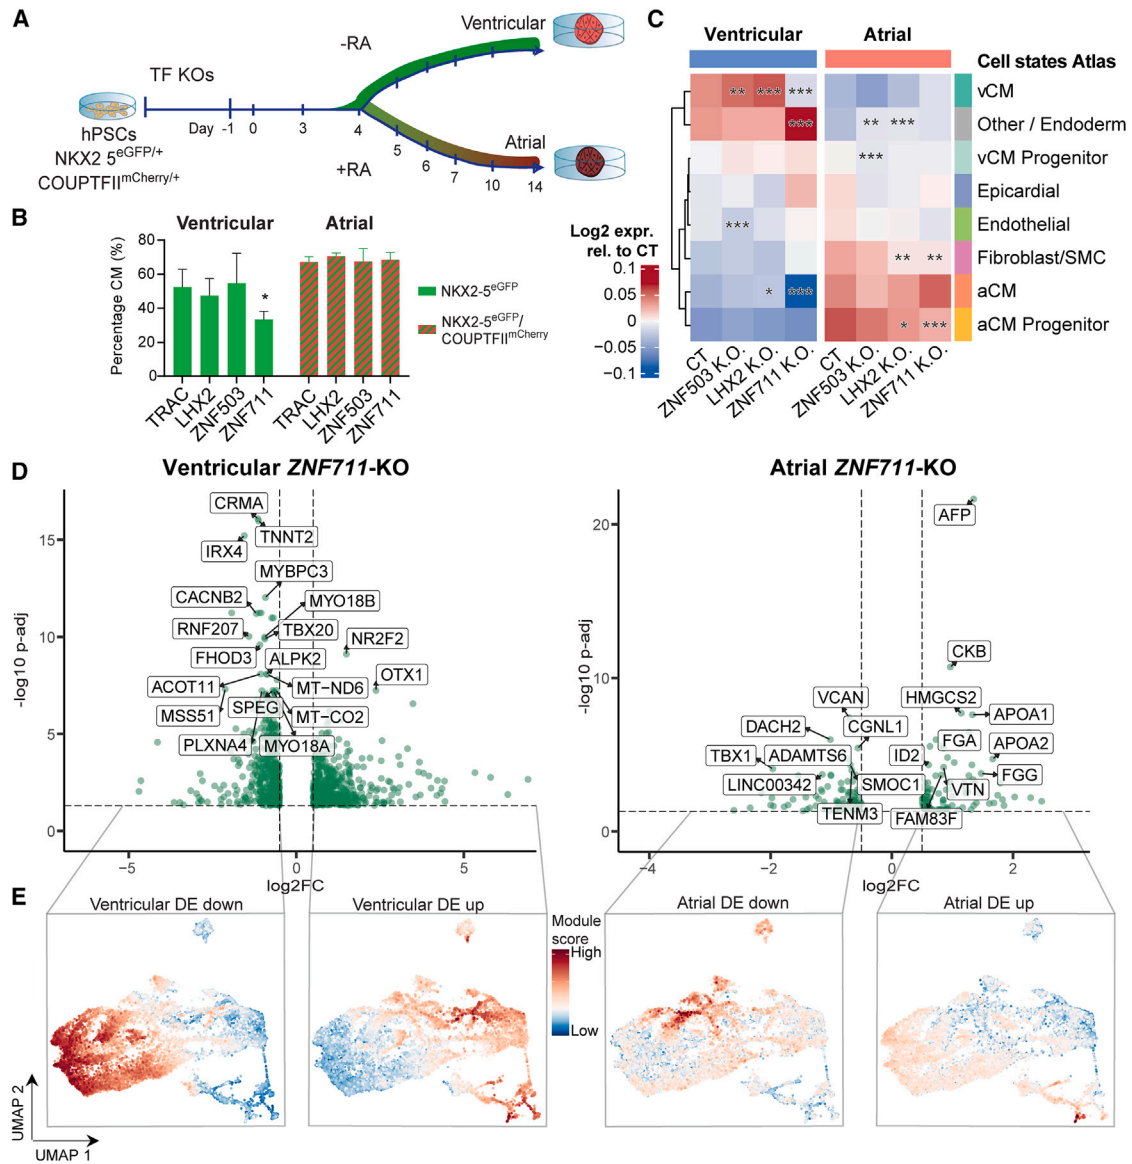 A
TF KOs
hPSCs
NKX2 5eGFP/+
COUPTFIImCherry/+
Day -1 0 3 4
-RA
+RA
Ventricular
5 6 7 10 14
Atrial
B
Ventricular Atrial
Percentage CM (%)
80
60
40
20
0
*
TRAC LHX2 ZNF503 ZNF711
TRAC LHX2 ZNF503 ZNF711
NKX2-5eGFP
NKX2-5eGFP/
COUPTFIImCherry
C
Ventricular Atrial
Cell states Atlas
** *** *** vCM
*** ** *** Other / Endoderm
*** vCM Progenitor
Epicardial
*** Endothelial
** ** Fibroblast/SMC
* *** aCM
* *** aCM Progenitor
CT ZNF503 K.O. LHX2 K.O. ZNF711 K.O.
CT ZNF503 K.O. LHX2 K.O. ZNF711 K.O.
Log2 expr.
rel. to CT
0.1
0.05
0
−0.05
−0.1
D
Ventricular ZNF711-KO
-log10 p-adj
15
10
5
0
CRMA
TNNT2
IRX4
MYBPC3
CACNB2
MYO18B
RNF207
TBX20
NR2F2
FHOD3
ALPK2
OTX1
ACOT11
MT−ND6
SPEG
MSS51
MT−CO2
PLXNA4
MYO18A
−5 0 5
log2FC
Atrial ZNF711-KO
-log10 p-adj
20
10
0
AFP
CKB
VCAN
HMGCS2
DACH2
CGNL1
APOA1
FGA
APOA2
TBX1
ADAMTS6
ID2
FGG
LINC00342
SMOC1
VTN
TENM3
FAM83F
−4 −2 0 2
log2FC
E
Ventricular DE down
Ventricular DE up
Module
score
High
Low
Atrial DE down
Atrial DE up
UMAP 2
UMAP 1